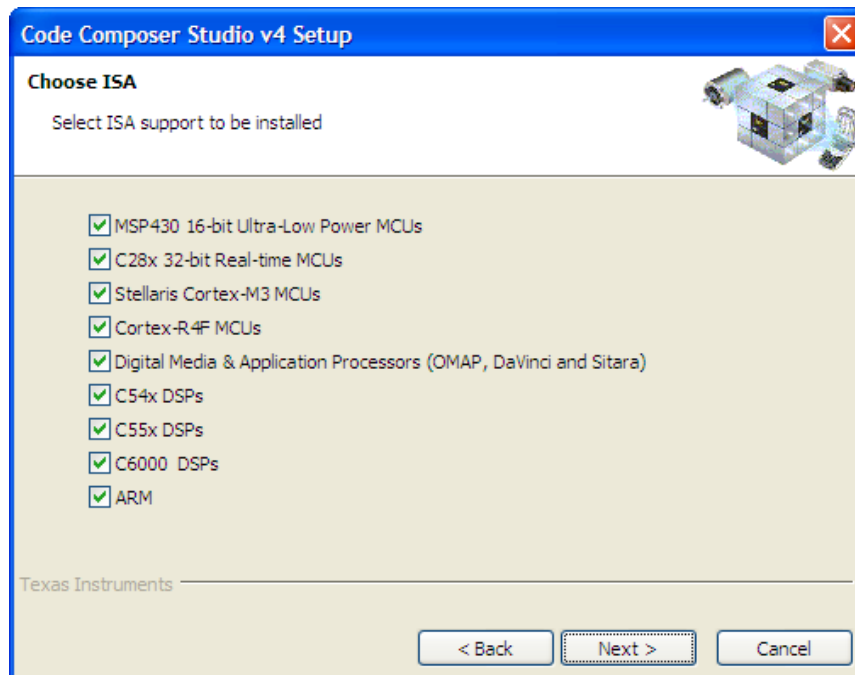 Code Composer Studio v4 Setup
Choose ISA
Select ISA support to be installed
MSP430 16-bit Ultra-Low Power MCUs
C28x 32-bit Real-time MCUs
Stellaris Cortex-M3 MCUs
Cortex-R4F MCUs
Digital Media & Application Processors (OMAP, DaVinci and Sitara)
C54x DSPs
C55x DSPs
C6000  DSPs
ARM
Texas Instruments
< Back
Next >
Cancel